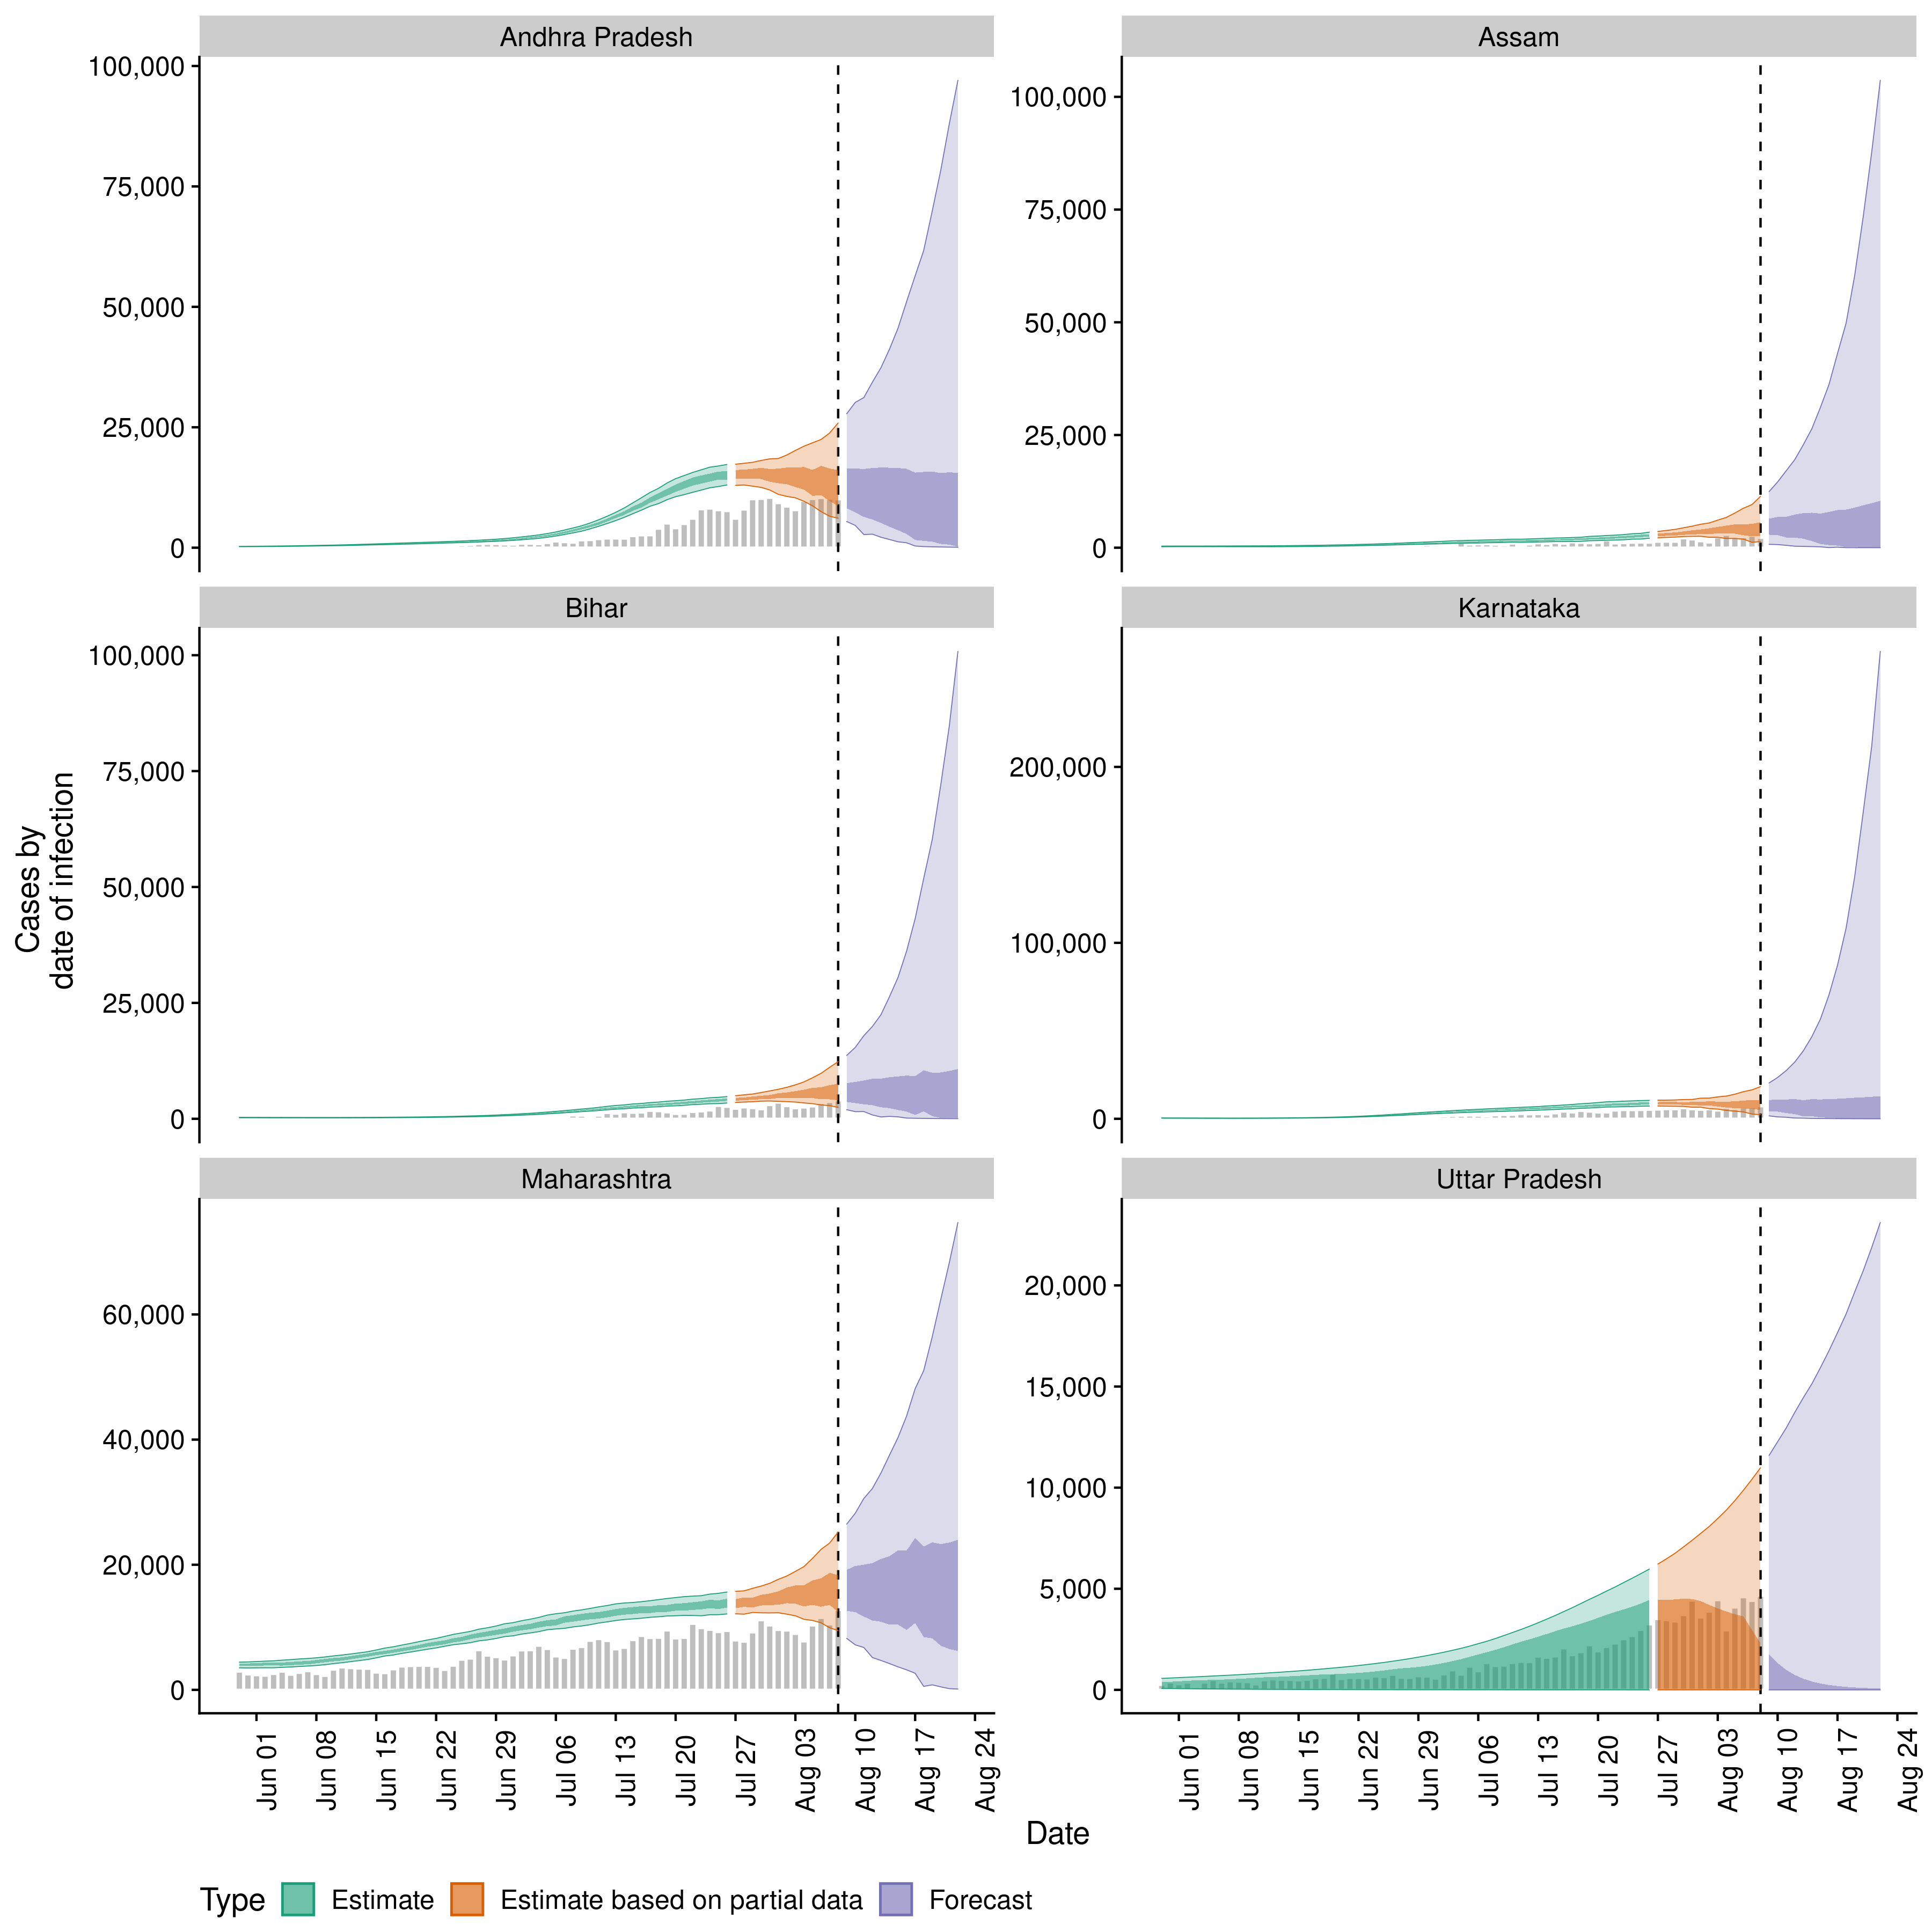 Andhra Pradesh
Assam
100,000
75,000
50,000
25,000
0
100,000
75,000
50,000
25,000
0
Bihar
Karnataka
100,000
75,000
50,000
25,000
0
200,000
100,000
0
Cases by
date of infection
Maharashtra
Uttar Pradesh
60,000
40,000
20,000
0
20,000
15,000
10,000
5,000
0
Jun 01
Jun 08
Jun 15
Jun 22
Jun 29
Jul 06
Jul 13
Jul 20
Jul 27
Aug 03
Aug 10
Aug 17
Aug 24
Jun 01
Jun 08
Jun 15
Jun 22
Jun 29
Jul 06
Jul 13
Jul 20
Jul 27
Aug 03
Aug 10
Aug 17
Aug 24
Date
Type Estimate Estimate based on partial data Forecast